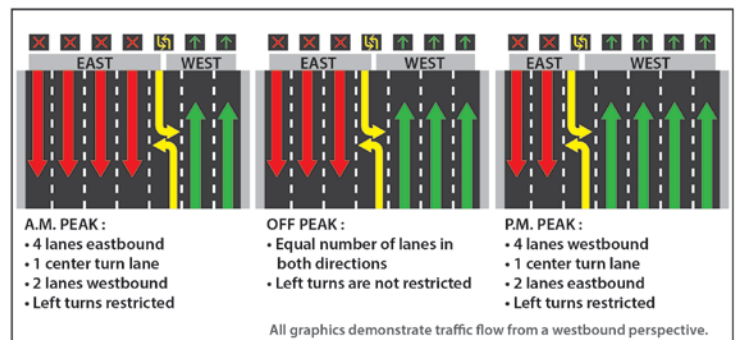 EAST WEST
EAST WEST
EAST WEST
A.M. PEAK :
• 4 lanes eastbound
• 1 center turn lane
• 2 lanes westbound
• Left turns restricted
OFF PEAK :
• Equal number of lanes in
both directions
• Left turns are not restricted
P.M. PEAK :
• 4 lanes westbound
• 1 center turn lane
• 2 lanes eastbound
• Left turns restricted
All graphics demonstrate traffic flow from a westbound perspective.